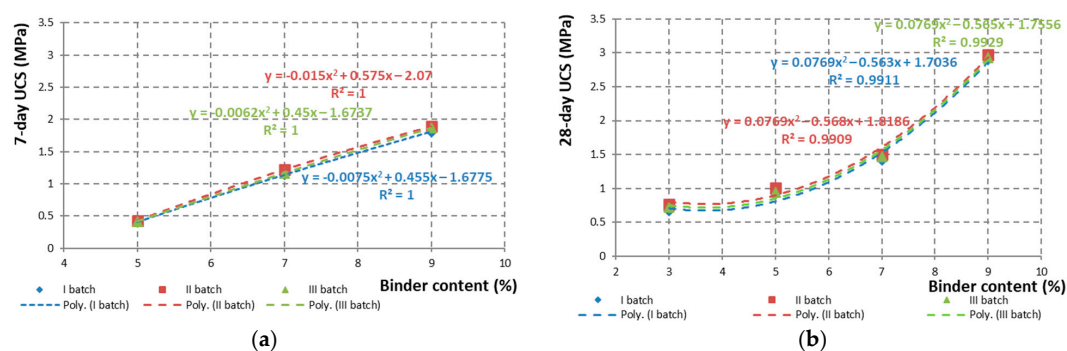 7-day UCS (MPa)
3.5
3
2.5
2
1.5
1
0.5
0
y = -0.015x² + 0.575x − 2.07
R² = 1
y = -0.0062x² + 0.45x − 1.6737
R² = 1
y = -0.0075x² + 0.455x − 1.6775
R² = 1
4 5 6 7 8 9 10
Binder content (%)
I batch II batch III batch
Poly. (I batch) Poly. (II batch) Poly. (III batch)
(a)
28-day UCS (MPa)
3.5
3
2.5
2
1.5
1
0.5
0
y = 0.0769x² − 0.565x + 1.7556
R² = 0.9929
y = 0.0769x² − 0.563x + 1.7036
R² = 0.9911
y = 0.0769x² − 0.568x + 1.8186
R² = 0.9909
2 3 4 5 6 7 8 9 10
Binder content (%)
I batch II batch III batch
Poly. (I batch) Poly. (II batch) Poly. (III batch)
(b)